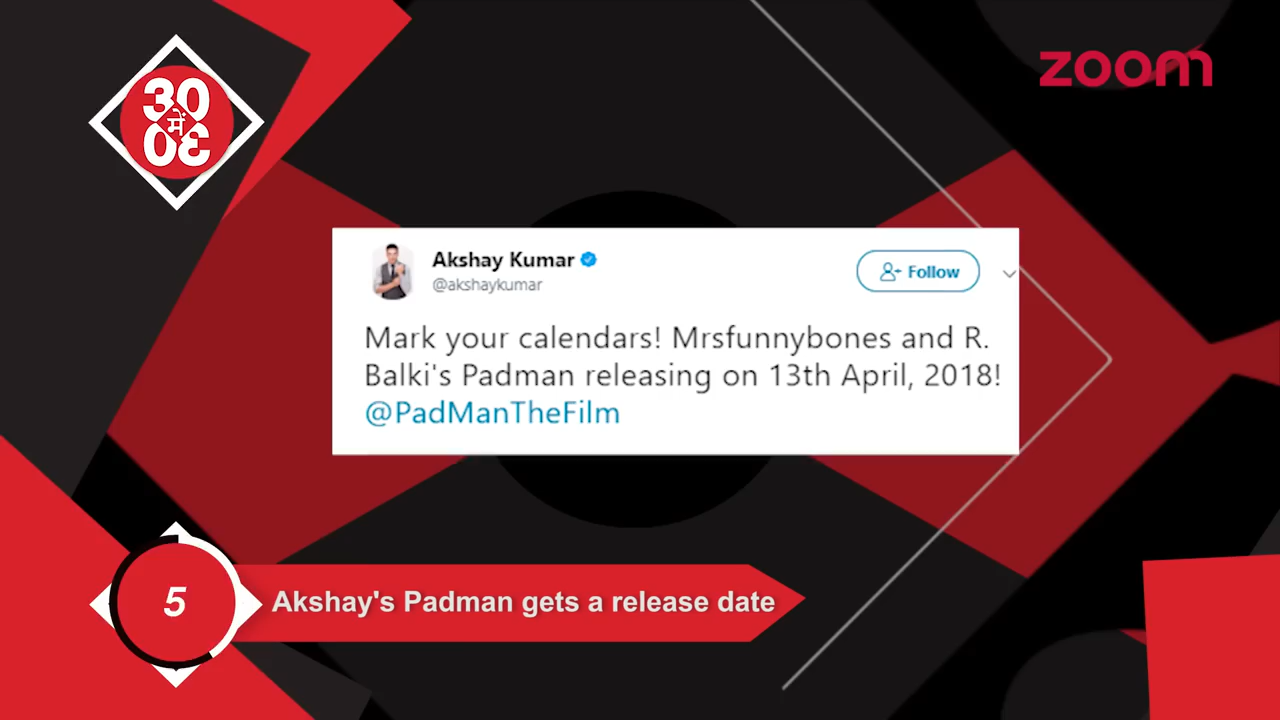 30
में
03
zoom
Akshay Kumar
Follow
@akshaykumar
Mark your calendars! Mrsfunnybones and R.
Balki's Padman releasing on 13th April, 2018!
@PadManTheFilm
5
Akshay's Padman gets a release date